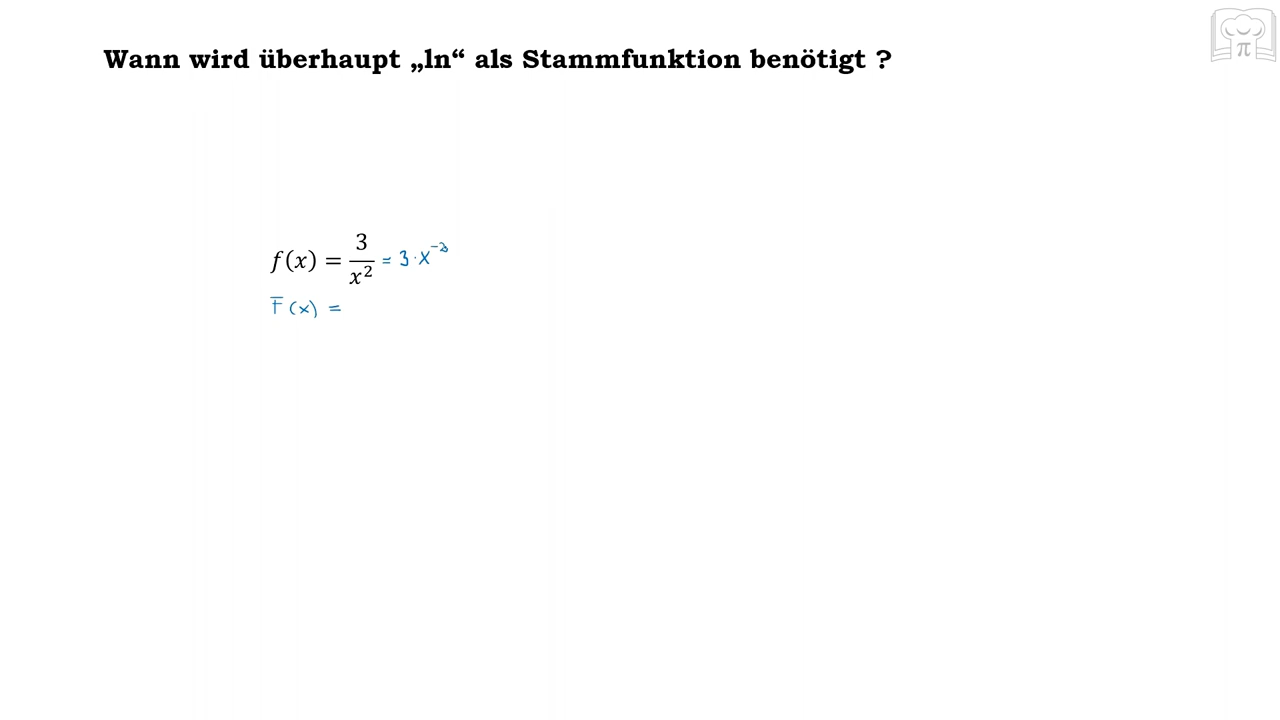 Wann wird überhaupt „ln“ als Stammfunktion benötigt ?
f(x) = 3/x² = 3·x⁻²
F(x) =
π